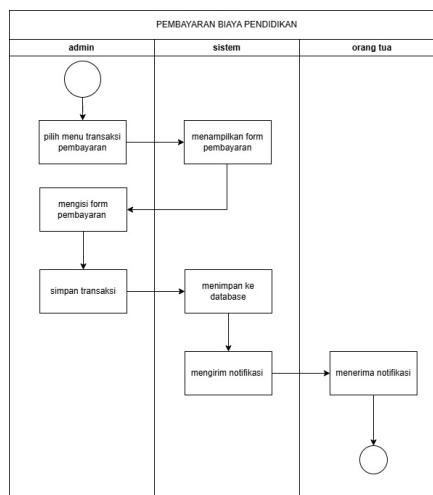 PEMBAYARAN BIAYA PENDIDIKAN
admin
sistem
orang tua
pilih menu transaksi
pembayaran
menampilkan form
pembayaran
mengisi form
pembayaran
simpan transaksi
menimpan ke
database
mengirim notifikasi
menerima notifikasi